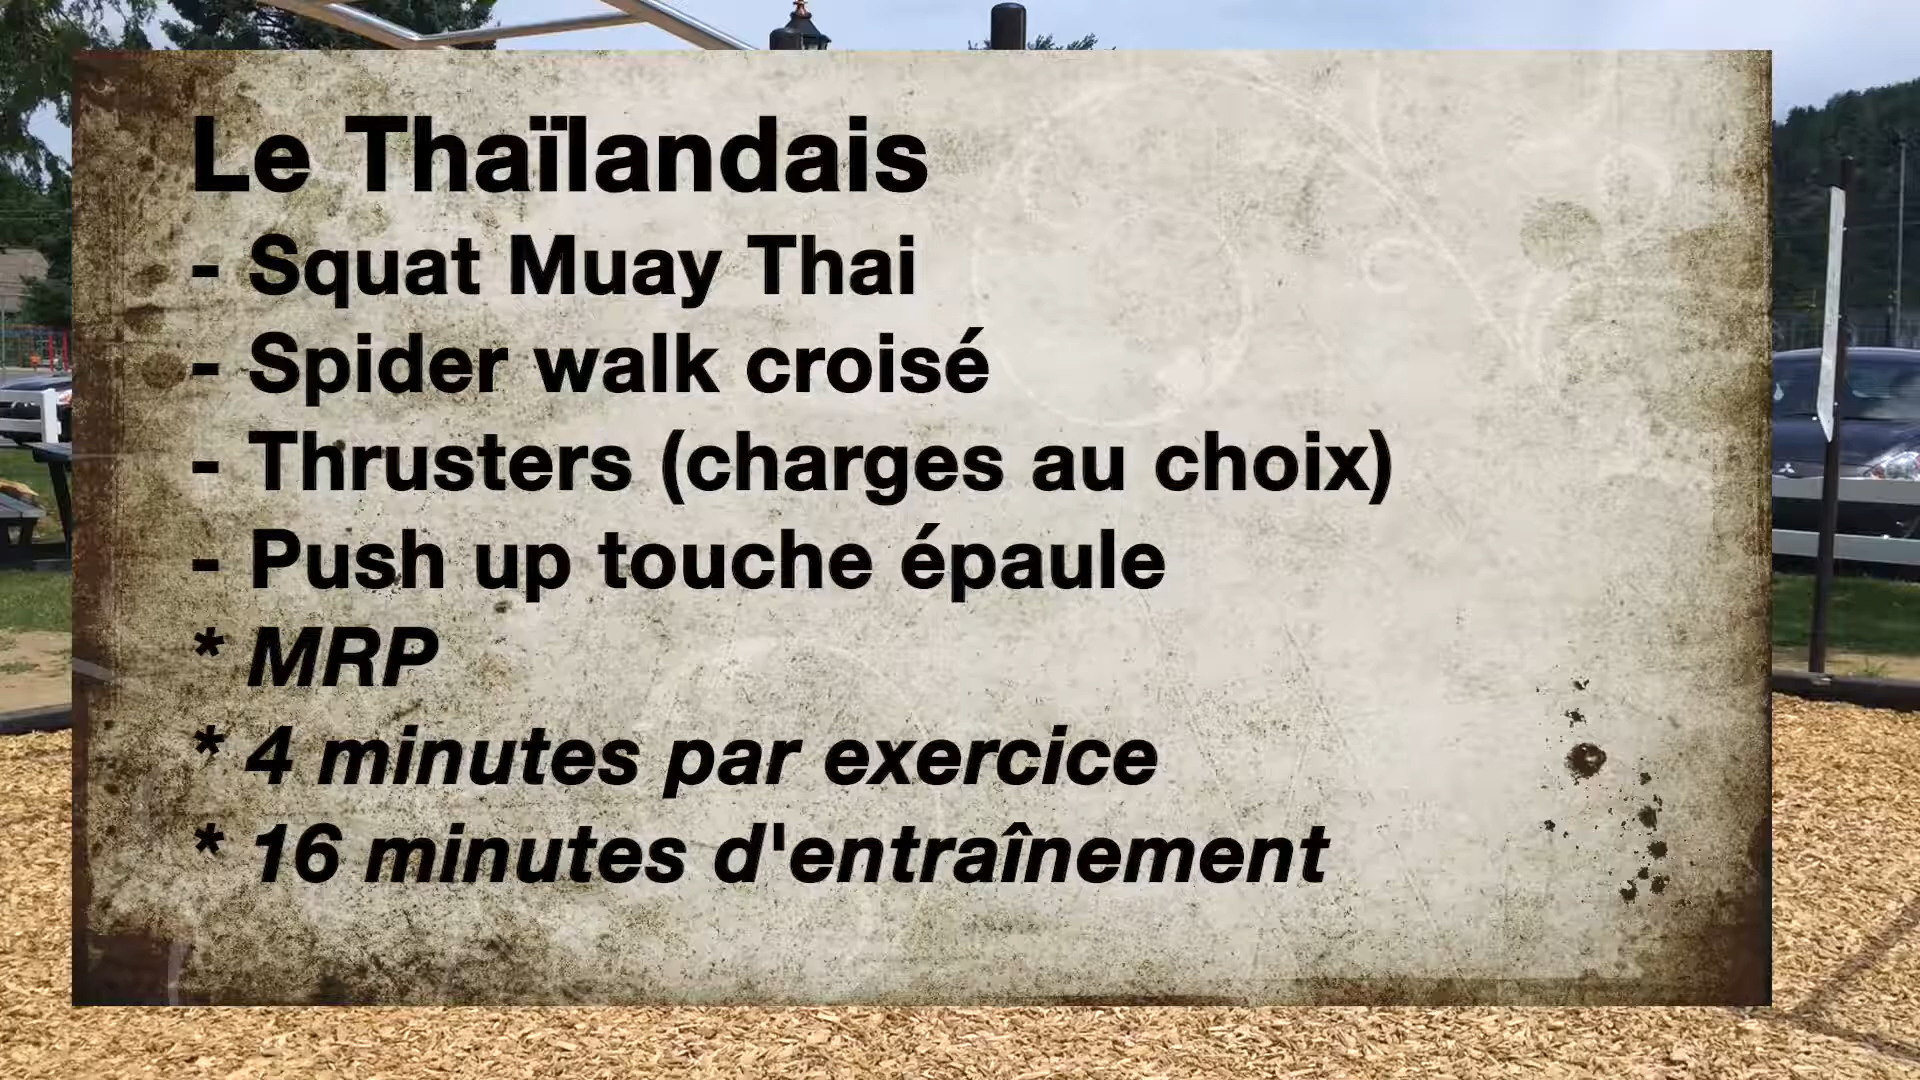 Le Thaïlandais
- Squat Muay Thai
- Spider walk croisé
- Thrusters (charges au choix)
- Push up touche épaule
* MRP
* 4 minutes par exercice
* 16 minutes d'entraînement